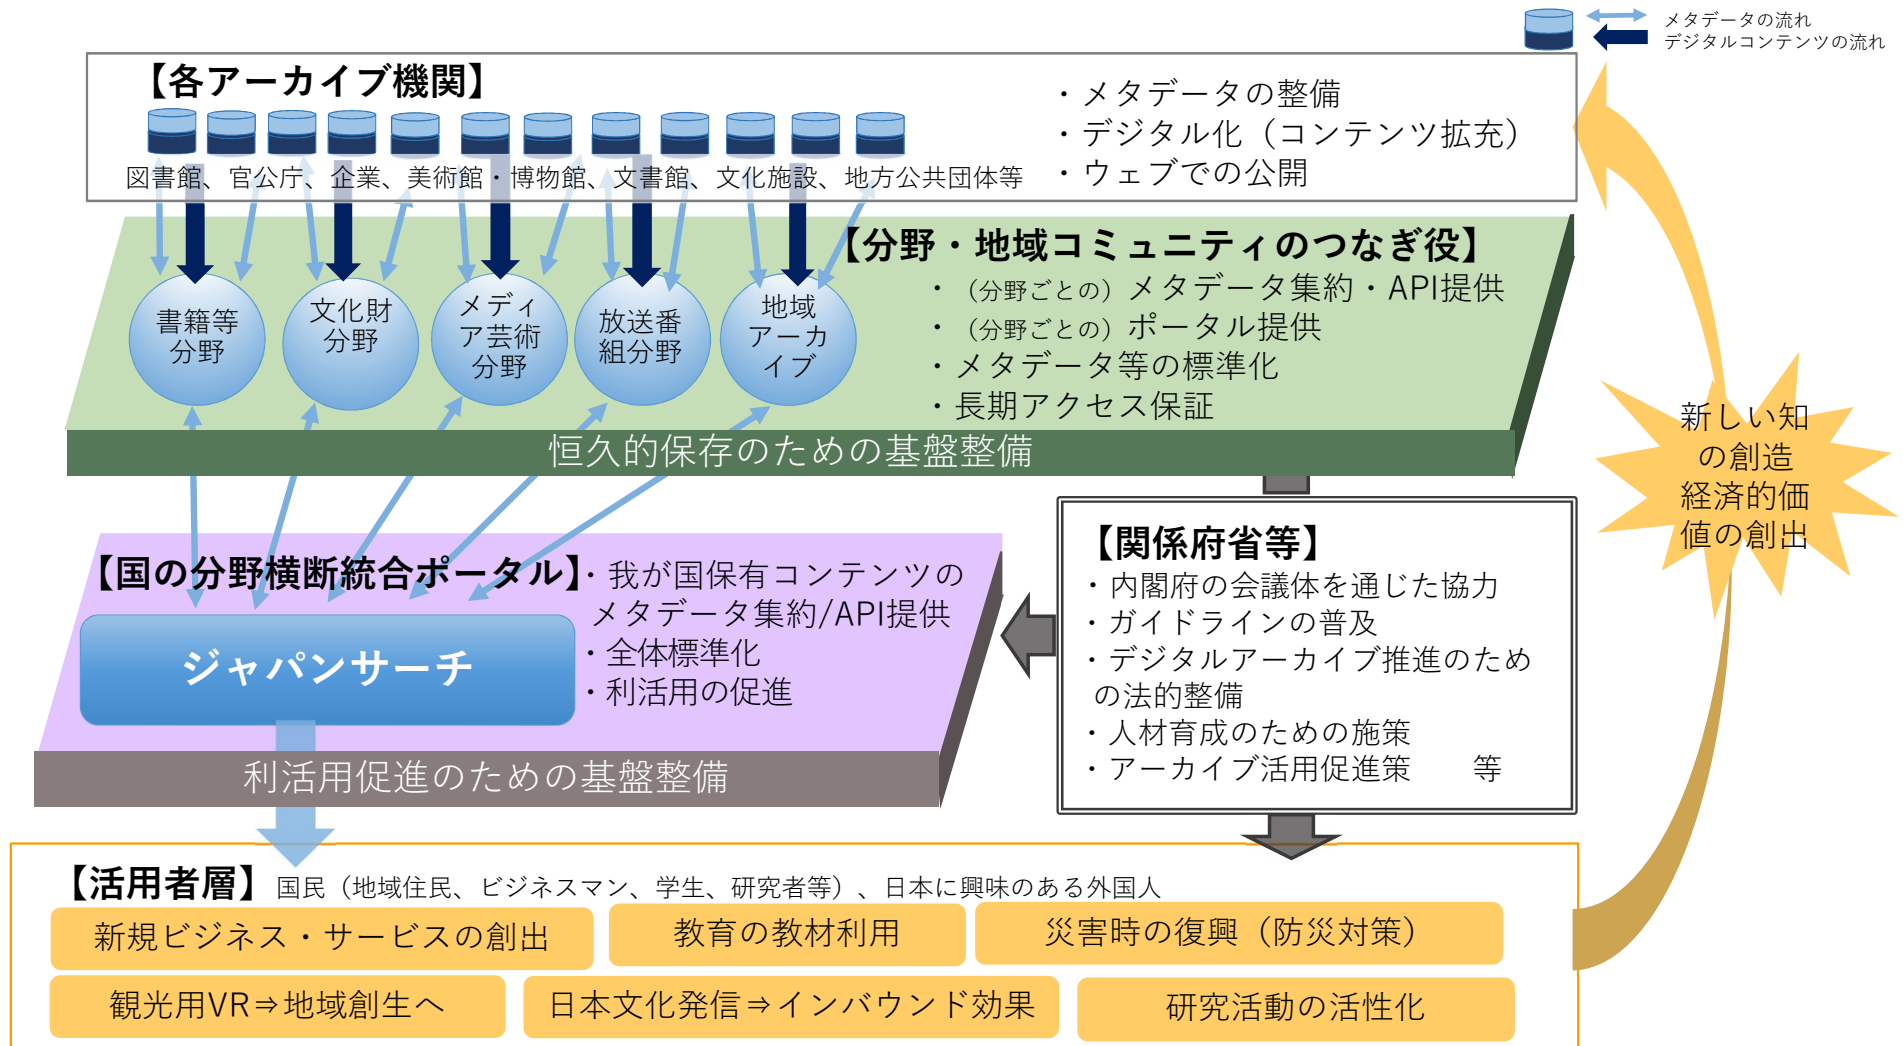 メタデータの流れ
デジタルコンテンツの流れ
【各アーカイブ機関】
・メタデータの整備
・デジタル化（コンテンツ拡充）
・ウェブでの公開
図書館、官公庁、企業、美術館・博物館、文書館、文化施設、地方公共団体等
【分野・地域コミュニティのつなぎ役】
・（分野ごとの）メタデータ集約・API提供
・（分野ごとの）ポータル提供
・メタデータ等の標準化
・長期アクセス保証
書籍等
分野
文化財
分野
メディ
ア芸術
分野
放送番
組分野
地域
アーカ
イブ
恒久的保存のための基盤整備
新しい知
の創造
経済的価
値の創出
【国の分野横断統合ポータル】
・我が国保有コンテンツの
メタデータ集約/API提供
・全体標準化
・利活用の促進
ジャパンサーチ
利活用促進のための基盤整備
【関係府省等】
・内閣府の会議体を通じた協力
・ガイドラインの普及
・デジタルアーカイブ推進のため
の法的整備
・人材育成のための施策
・アーカイブ活用促進策　　等
【活用者層】国民（地域住民、ビジネスマン、学生、研究者等）、日本に興味のある外国人
新規ビジネス・サービスの創出
教育の教材利用
災害時の復興（防災対策）
観光用VR⇒地域創生へ
日本文化発信⇒インバウンド効果
研究活動の活性化